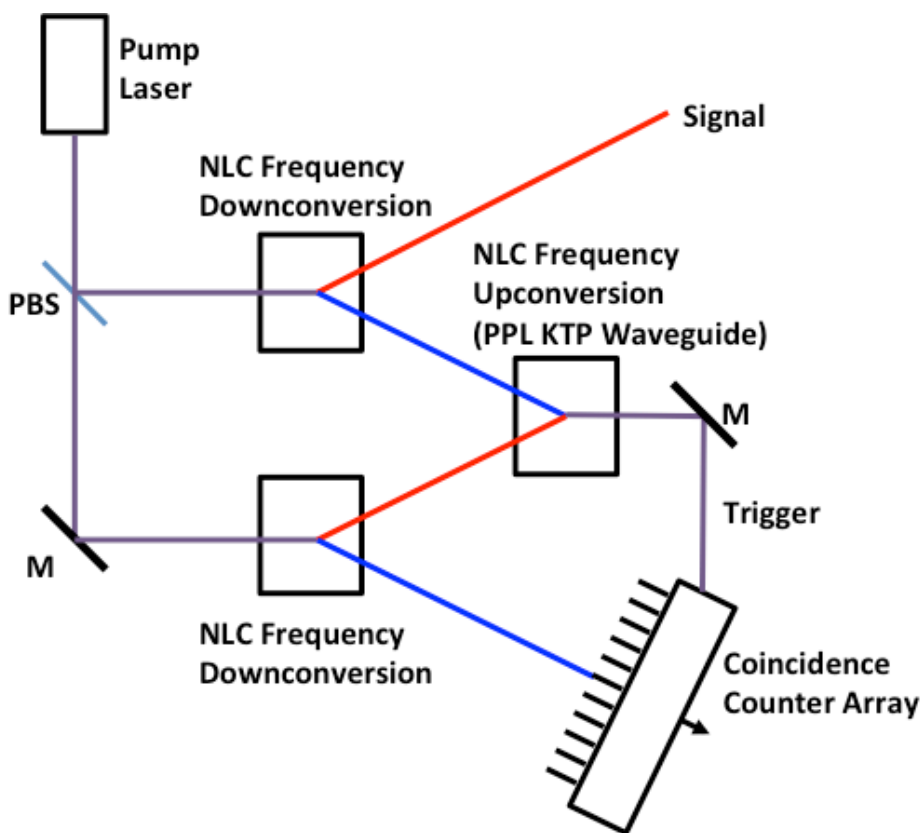 Pump
Laser
Signal
NLC Frequency
Downconversion
NLC Frequency
Upconversion
(PPL KTP Waveguide)
PBS
M
Trigger
M
NLC Frequency
Downconversion
Coincidence
Counter Array